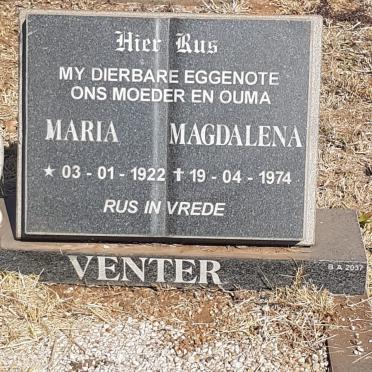 Hier Rus
MY DIERBARE EGGENOTE
ONS MOEDER EN OUMA
MARIA MAGDALENA
★ 03 - 01 - 1922 ✝ 19 - 04 - 1974
RUS IN VREDE
VENTER
B A 2037